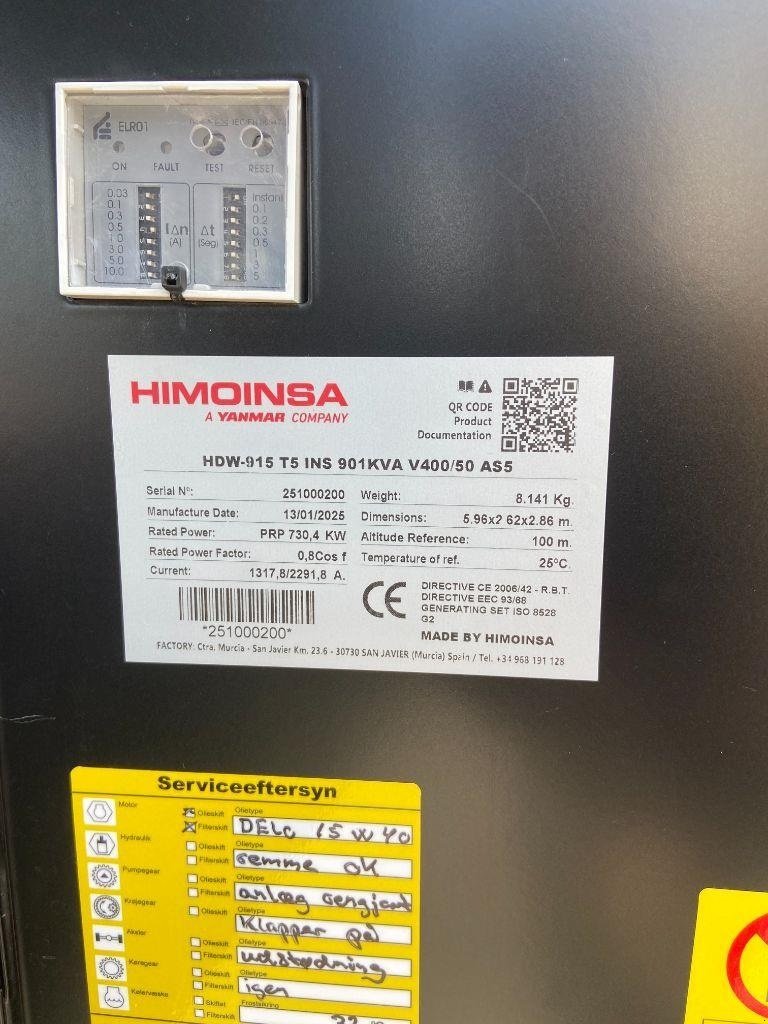 ELR01
ON FAULT TEST RESET
0.03
0.1
0.3
0.5
1.0
3.0
5.0
10.0
IΔn
(A)
Δt
(Seg)
Instant
0.1
0.2
0.3
0.5
1
3
5
HIMOINSA
A YANMAR COMPANY
QR CODE
Product
Documentation
HDW-915 T5 INS 901KVA V400/50 AS5
Serial Nº: 251000200 Weight: 8.141 Kg.
Manufacture Date: 13/01/2025 Dimensions: 5.96x2 62x2.86 m.
Rated Power: PRP 730,4 KW Altitude Reference: 100 m.
Rated Power Factor: 0,8Cos f Temperature of ref. 25ºC.
Current: 1317,8/2291,8 A.
CE
DIRECTIVE CE 2006/42 - R.B.T.
DIRECTIVE EEC 93/68
GENERATING SET ISO 8528
G2
*251000200*
MADE BY HIMOINSA
FACTORY: Ctra. Murcia - San Javier Km. 23.6 - 30730 SAN JAVIER (Murcia) Spain / Tel. +34 968 191 128
Serviceeftersyn
Motor Olieskift Olietype
Filterskift DELO 15 W 40
Hydraulik Olieskift Olietype
Filterskift remme ok
Pumpegear Olieskift Olietype
Filterskift anlæg rengjort
Krøjegear Olieskift Olietype
Klapper på
Aksler Olieskift Olietype
Filterskift udstødning
Køregear Olieskift Olietype
Filterskift igen
Kølervæske Skiftet Frostsikring
Filterskift